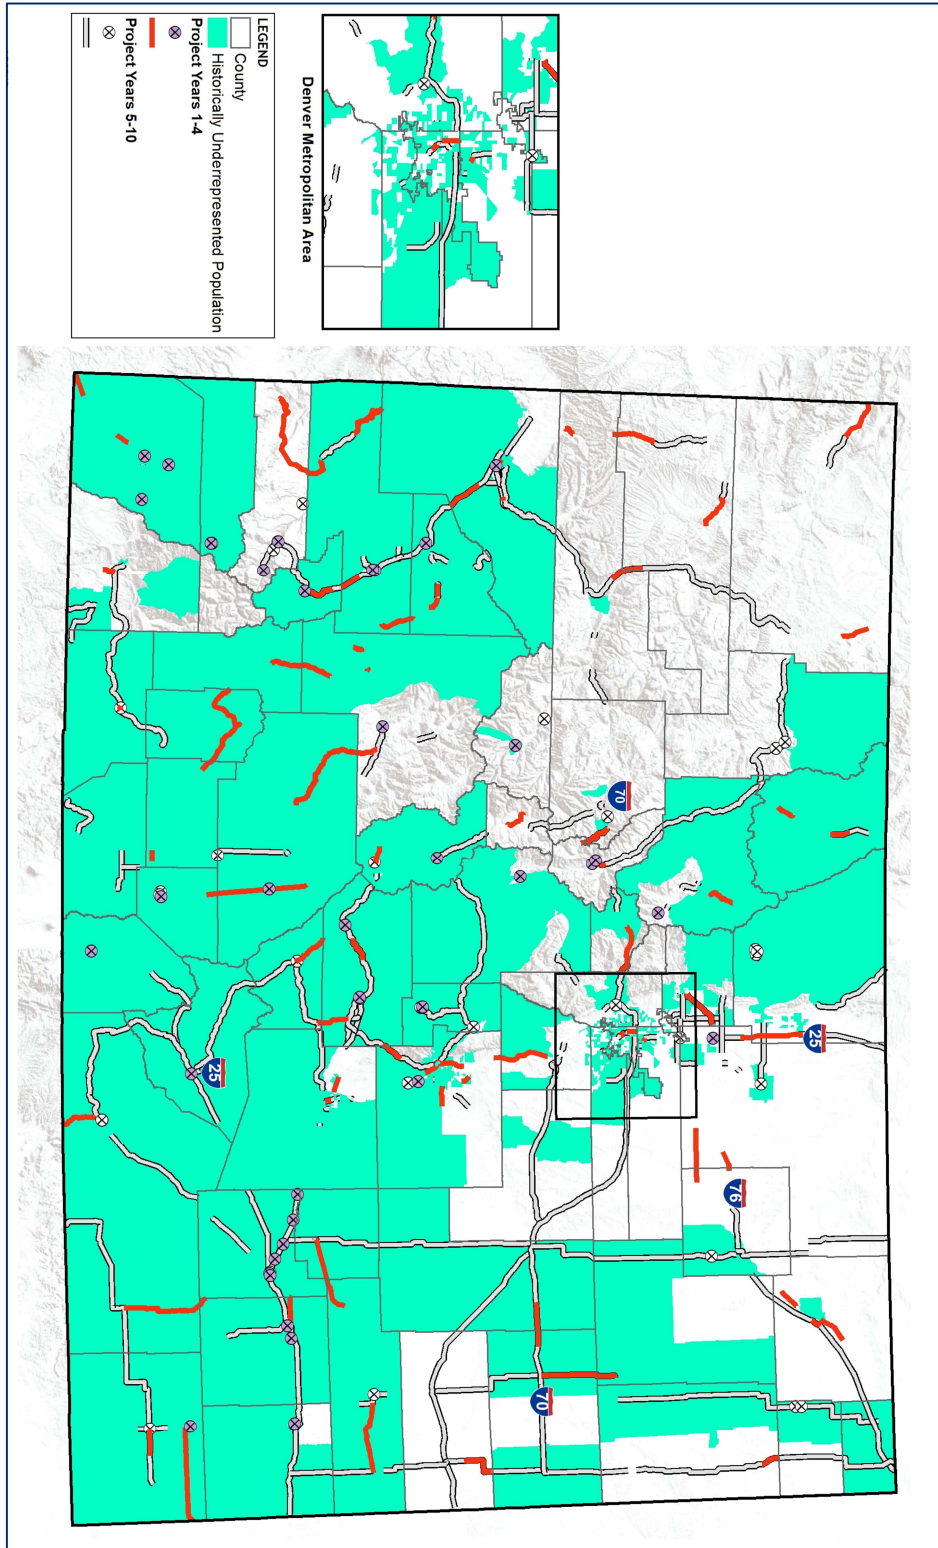 LEGEND
County
Historically Underrepresented Population
Project Years 1-4
Project Years 5-10
Denver Metropolitan Area
70
25
76
25
70